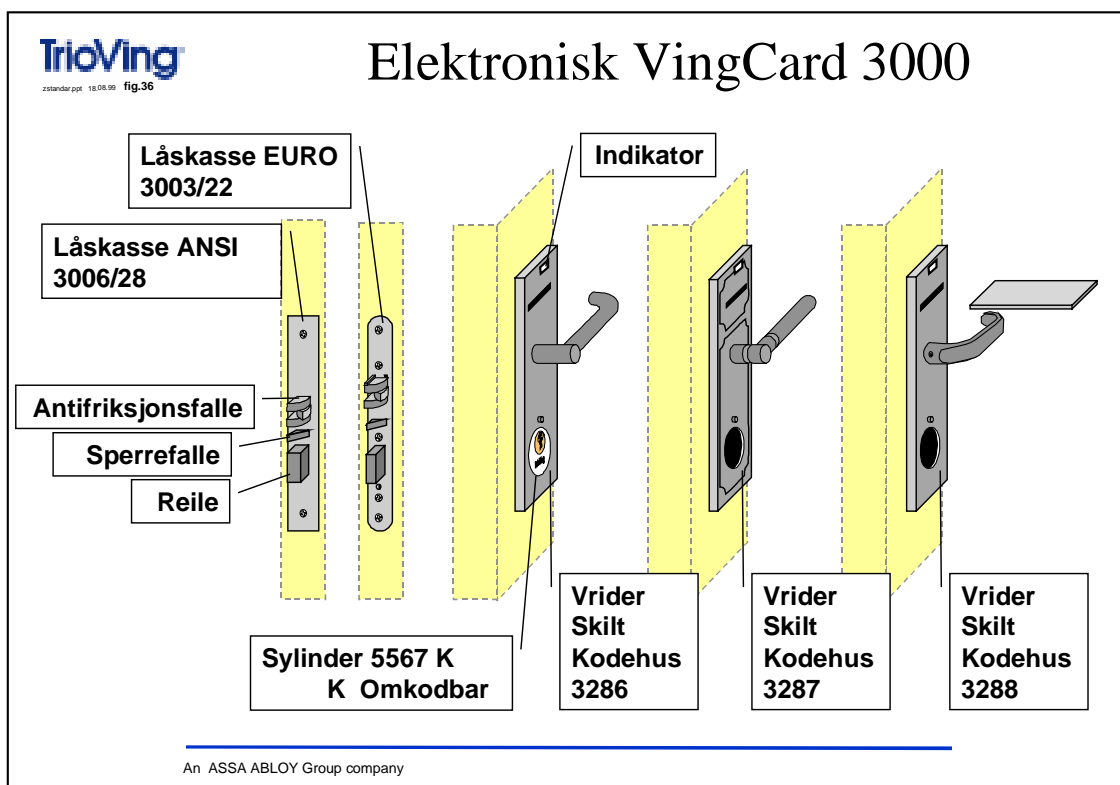 TrioVing
zstandar.ppt 18.08.99 fig.36
Elektronisk VingCard 3000
Låskasse EURO
3003/22
Indikator
Låskasse ANSI
3006/28
Antifriksjonsfalle
Sperrefalle
Reile
Sylinder 5567 K
K Omkodbar
Vrider
Skilt
Kodehus
3286
Vrider
Skilt
Kodehus
3287
Vrider
Skilt
Kodehus
3288
An ASSA ABLOY Group company